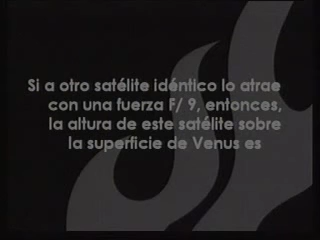 Si a otro satélite idéntico lo atrae
con una fuerza F/ 9, entonces,
la altura de este satélite sobre
la superficie de Venus es